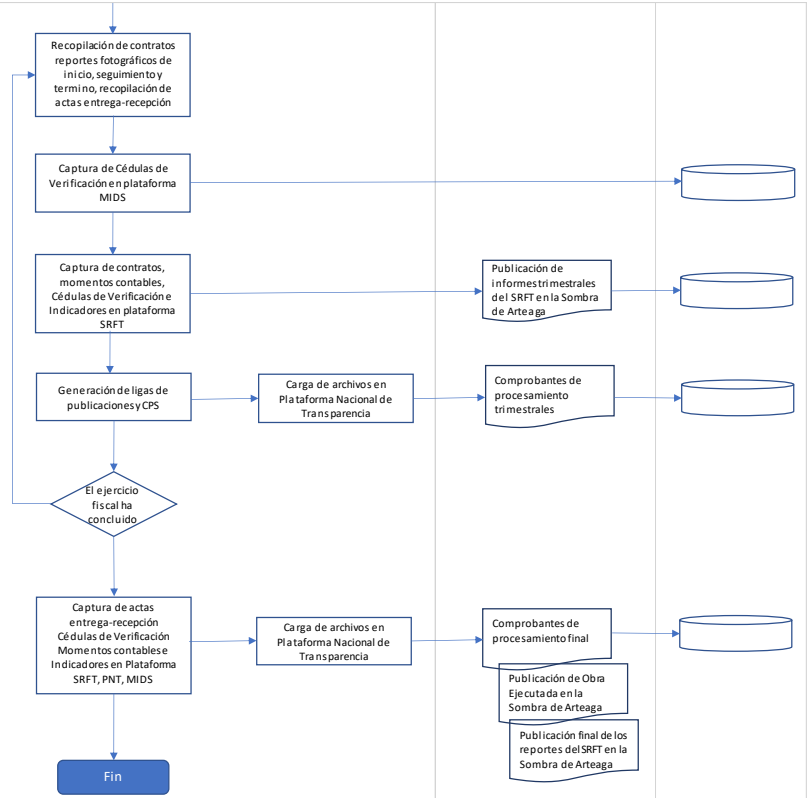 Recopilación de contratos
reportes fotográficos de
inicio, seguimiento y
termino, recopilación de
actas entrega-recepción
Captura de Cédulas de
Verificación en plataforma
MIDS
Captura de contratos,
momentos contables,
Cédulas de Verificación e
Indicadores en plataforma
SRFT
Publicación de
informes trimestrales
del SRFT en la Sombra
de Arteaga
Generación de ligas de
publicaciones y CPS
Carga de archivos en
Plataforma Nacional de
Transparencia
Comprobantes de
procesamiento
trimestrales
El ejercicio
fiscal ha
concluido
Captura de actas
entrega-recepción
Cédulas de Verificación
Momentos contables e
Indicadores en Plataforma
SRFT, PNT, MIDS
Carga de archivos en
Plataforma Nacional de
Transparencia
Comprobantes de
procesamiento final
Publicación de Obra
Ejecutada en la
Sombra de Arteaga
Publicación final de los
reportes del SRFT en la
Sombra de Arteaga
Fin